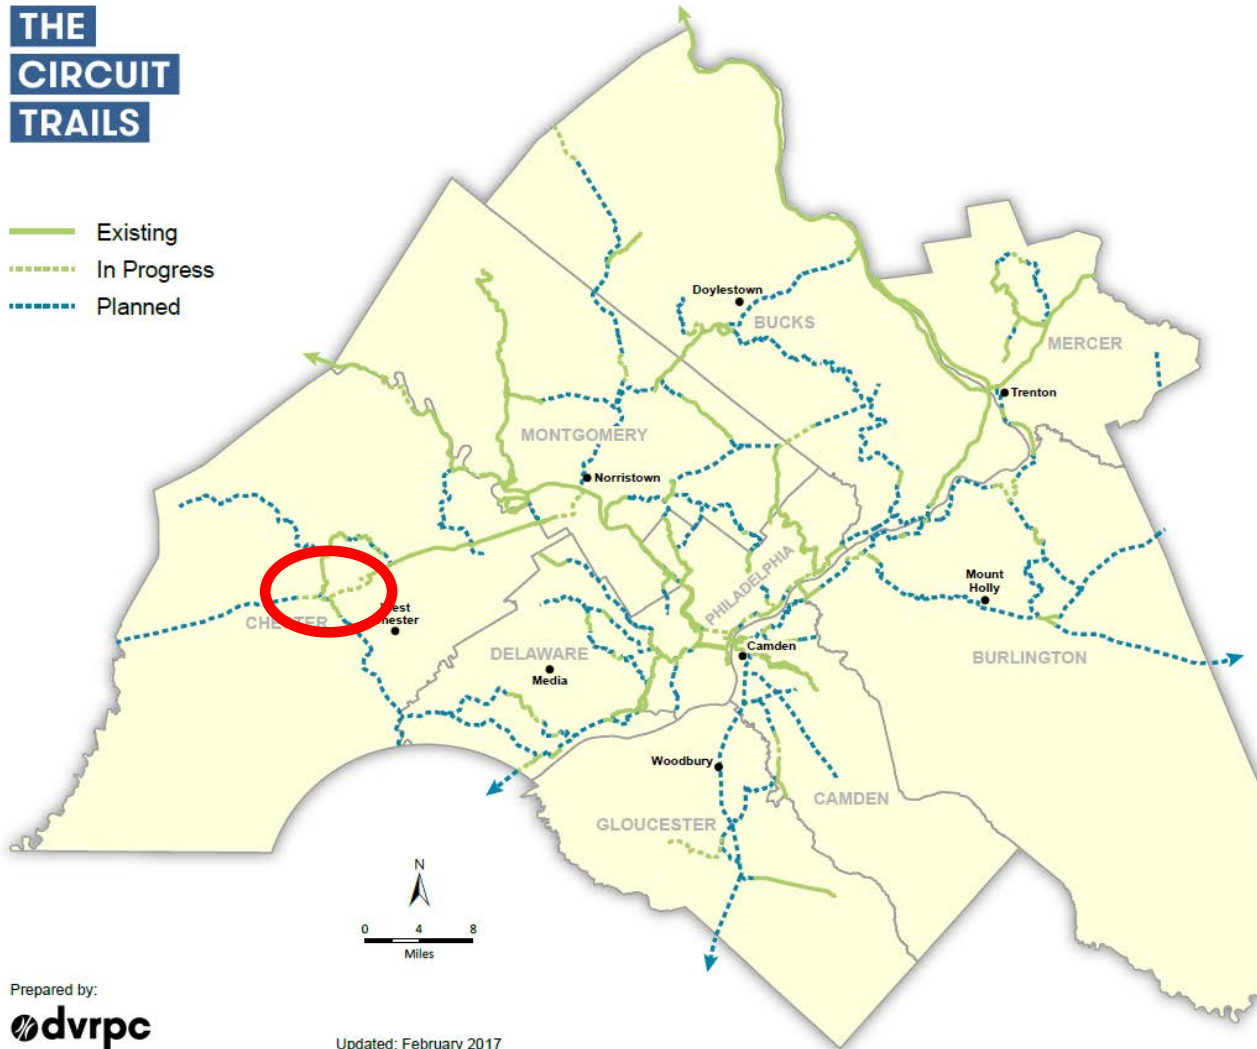 THE
CIRCUIT
TRAILS
Existing
In Progress
Planned
Doylestown
BUCKS
MERCER
Trenton
MONTGOMERY
Norristown
PHILADELPHIA
Mount
Holly
CHESTER
DELAWARE
Media
Camden
BURLINGTON
Woodbury
CAMDEN
GLOUCESTER
N
0 4 8
Miles
Prepared by:
dvrpc
Updated: February 2017